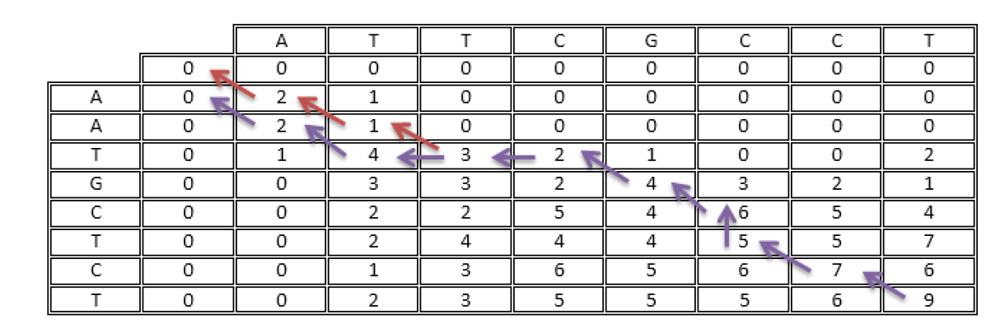 A T T C G C C T
0 0 0 0 0 0 0 0 0
A 0 2 1 0 0 0 0 0 0
A 0 2 1 0 0 0 0 0 0
T 0 1 4 3 2 1 0 0 2
G 0 0 3 3 2 4 3 2 1
C 0 0 2 2 5 4 6 5 4
T 0 0 2 4 4 4 5 5 7
C 0 0 1 3 6 5 6 7 6
T 0 0 2 3 5 5 5 6 9